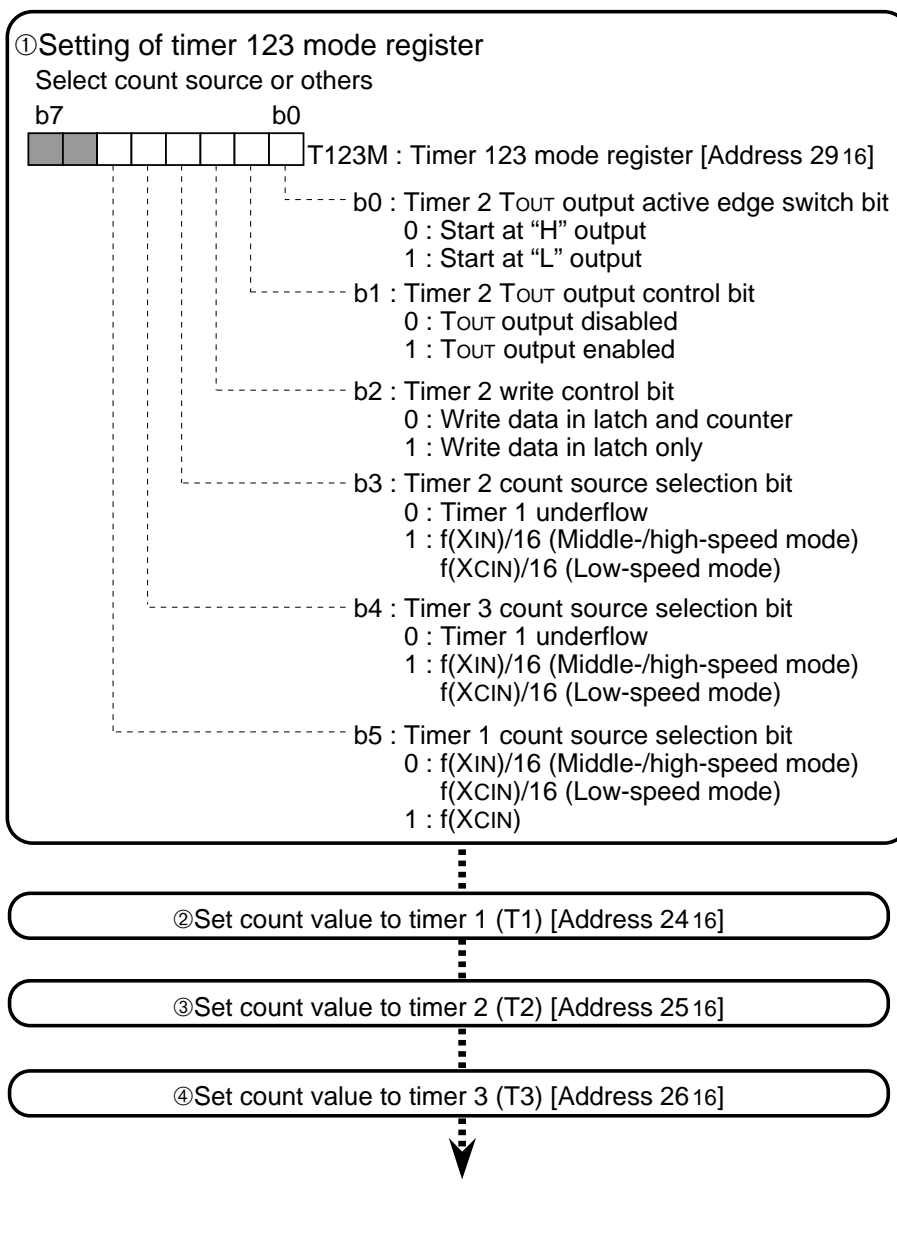 ①Setting of timer 123 mode register
Select count source or others
b7 b0
T123M : Timer 123 mode register [Address 2916]
b0 : Timer 2 TOUT output active edge switch bit
0 : Start at “H” output
1 : Start at “L” output
b1 : Timer 2 TOUT output control bit
0 : TOUT output disabled
1 : TOUT output enabled
b2 : Timer 2 write control bit
0 : Write data in latch and counter
1 : Write data in latch only
b3 : Timer 2 count source selection bit
0 : Timer 1 underflow
1 : f(XIN)/16 (Middle-/high-speed mode)
f(XCIN)/16 (Low-speed mode)
b4 : Timer 3 count source selection bit
0 : Timer 1 underflow
1 : f(XIN)/16 (Middle-/high-speed mode)
f(XCIN)/16 (Low-speed mode)
b5 : Timer 1 count source selection bit
0 : f(XIN)/16 (Middle-/high-speed mode)
f(XCIN)/16 (Low-speed mode)
1 : f(XCIN)
②Set count value to timer 1 (T1) [Address 2416]
③Set count value to timer 2 (T2) [Address 2516]
④Set count value to timer 3 (T3) [Address 2616]